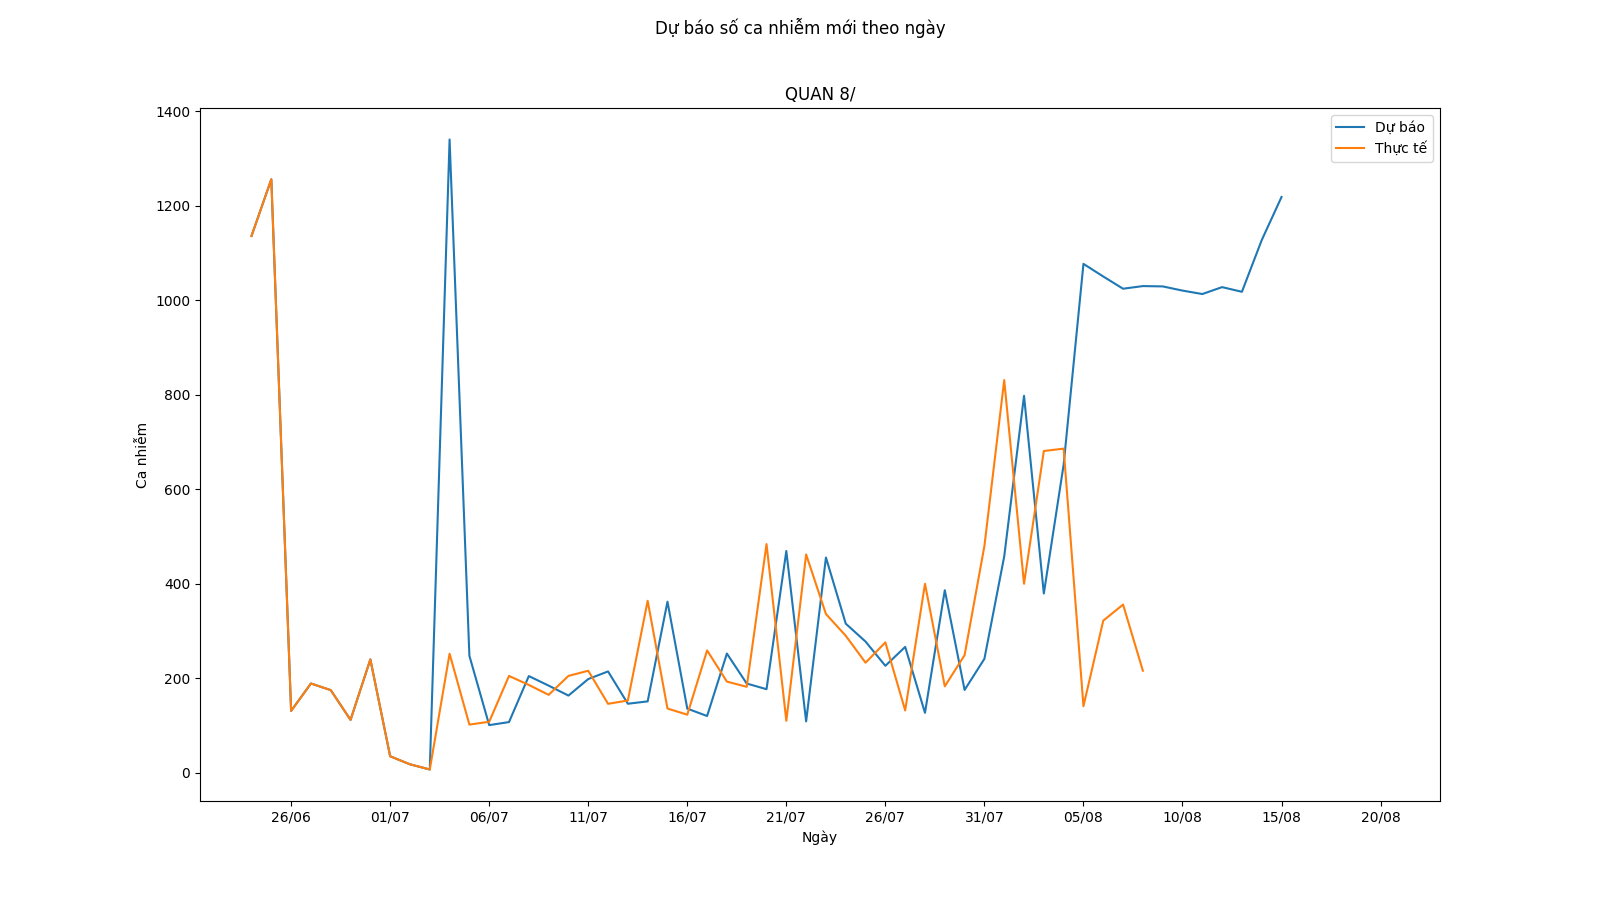 Dự báo số ca nhiễm mới theo ngày
QUAN 8/
Dự báo
Thực tế
1400
1200
1000
800
600
400
200
0
Ca nhiễm
26/06 01/07 06/07 11/07 16/07 21/07 26/07 31/07 05/08 10/08 15/08 20/08
Ngày